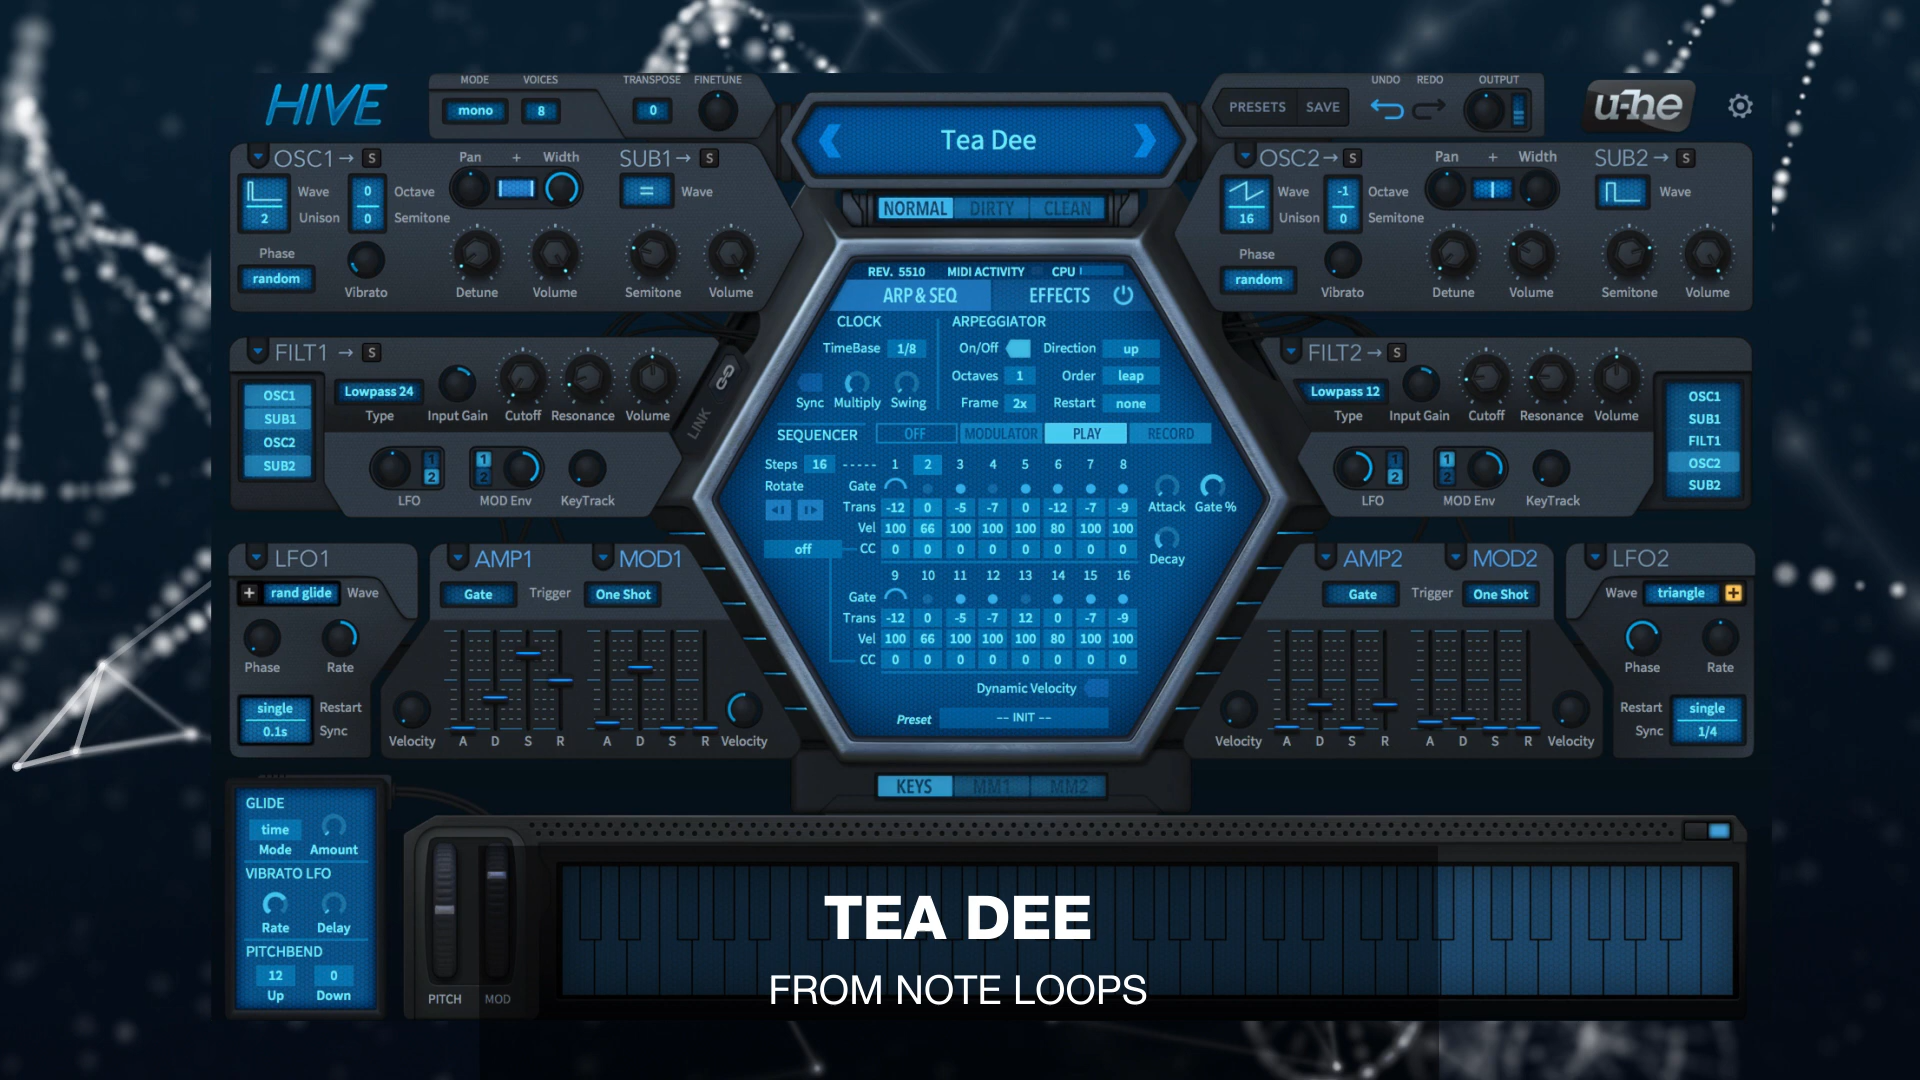 HIVE
MODE VOICES TRANSPOSE FINETUNE
mono 8 0
Tea Dee
UNDO REDO OUTPUT
PRESETS SAVE
u-he
NORMAL DIRTY CLEAN
OSC1 → S Pan + Width SUB1 → S
Wave 0 Octave = Wave
2 Unison 0 Semitone
Phase
random Vibrato Detune Volume Semitone Volume
OSC2 → S Pan + Width SUB2 → S
Wave -1 Octave Wave
16 Unison 0 Semitone
Phase
random Vibrato Detune Volume Semitone Volume
FILT1 → S
OSC1
SUB1
OSC2
SUB2
Lowpass 24
Type Input Gain Cutoff Resonance Volume
1 2 1 2
LFO MOD Env KeyTrack
LINK
FILT2 → S
Lowpass 12
Type Input Gain Cutoff Resonance Volume
1 2 1 2
LFO MOD Env KeyTrack
OSC1
SUB1
FILT1
OSC2
SUB2
REV. 5510 MIDI ACTIVITY CPU
ARP & SEQ EFFECTS
CLOCK ARPEGGIATOR
TimeBase 1/8 On/Off Direction up
Octaves 1 Order leap
Sync Multiply Swing Frame 2x Restart none
SEQUENCER OFF MODULATOR PLAY RECORD
Steps 16 ----- 1 2 3 4 5 6 7 8
Rotate Gate
Trans -12 0 -5 -7 0 -12 -7 -9 Attack Gate %
Vel 100 66 100 100 100 80 100 100
off CC 0 0 0 0 0 0 0 0 Decay
9 10 11 12 13 14 15 16
Gate
Trans -12 0 -5 -7 12 0 -7 -9
Vel 100 66 100 100 100 80 100 100
CC 0 0 0 0 0 0 0 0
Dynamic Velocity
Preset -- INIT --
LFO1
+ rand glide Wave
Phase Rate
single Restart
0.1s Sync
AMP1 MOD1
Gate Trigger One Shot
Velocity A D S R A D S R Velocity
AMP2 MOD2
Gate Trigger One Shot
Velocity A D S R A D S R Velocity
LFO2
Wave triangle +
Phase Rate
Restart single
Sync 1/4
KEYS MM1 MM2
GLIDE
time
Mode Amount
VIBRATO LFO
Rate Delay
PITCHBEND
12 0
Up Down
PITCH MOD
TEA DEE
FROM NOTE LOOPS